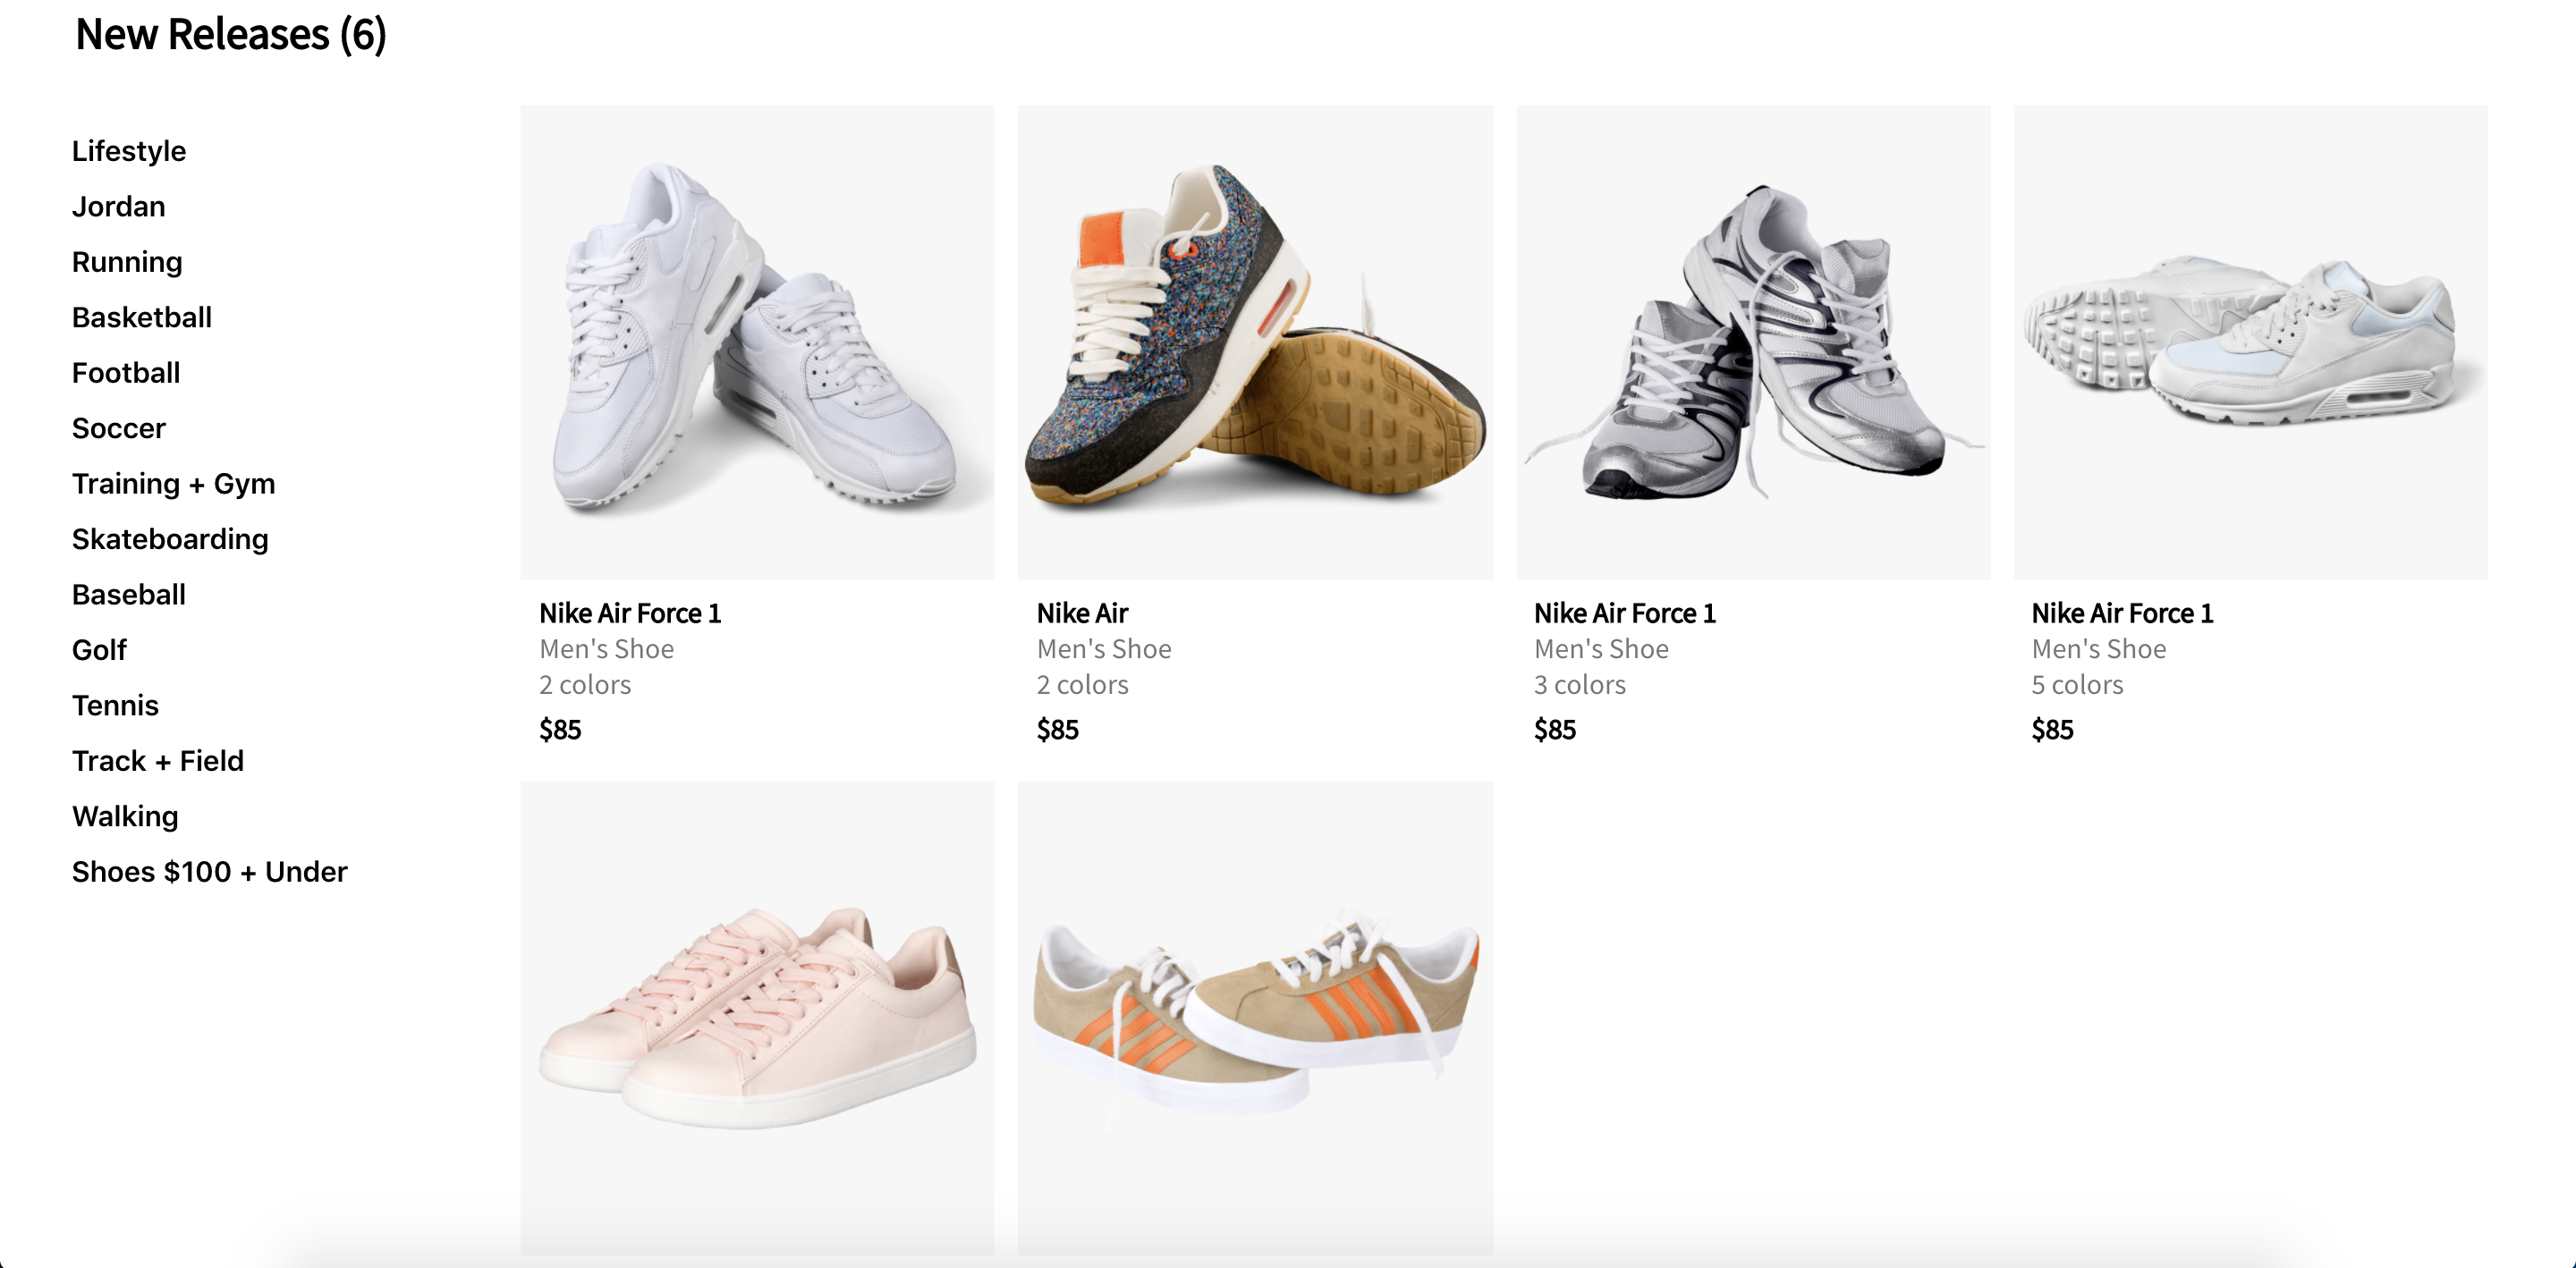 New Releases (6)
Lifestyle
Jordan
Running
Basketball
Football
Soccer
Training + Gym
Skateboarding
Baseball
Golf
Tennis
Track + Field
Walking
Shoes $100 + Under
Nike Air Force 1
Men's Shoe
2 colors
$85
Nike Air
Men's Shoe
2 colors
$85
Nike Air Force 1
Men's Shoe
3 colors
$85
Nike Air Force 1
Men's Shoe
5 colors
$85